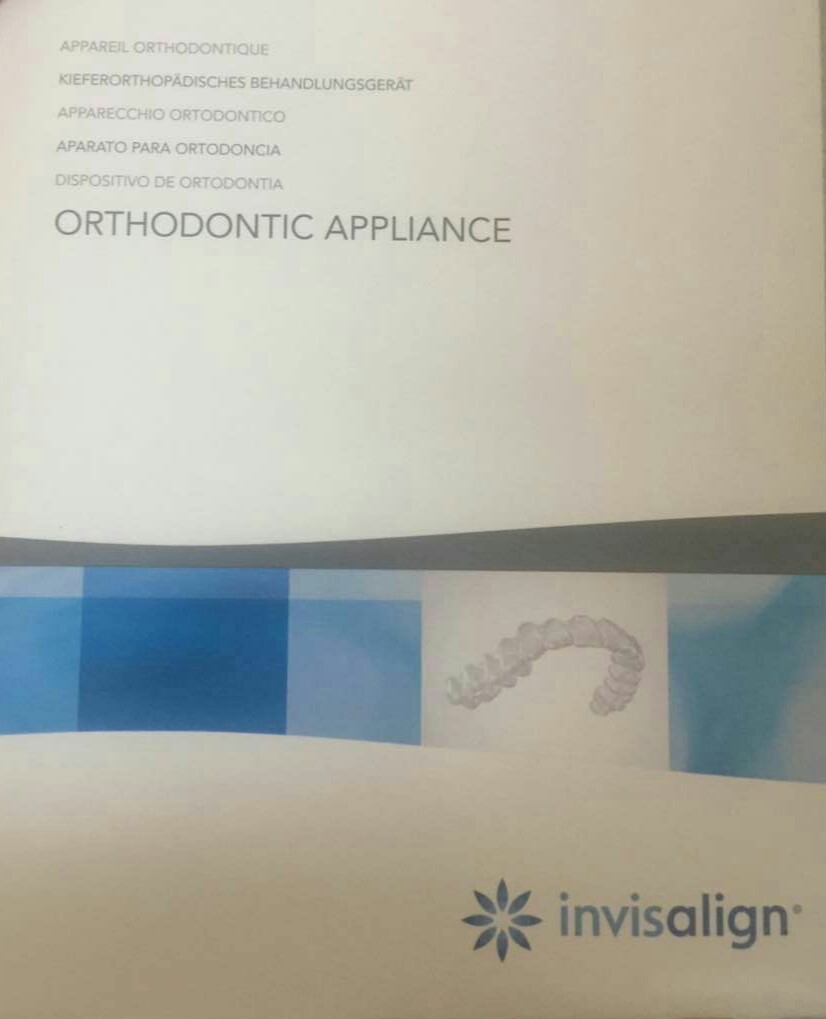 APPAREIL ORTHODONTIQUE
KIEFERORTHOPÄDISCHES BEHANDLUNGSGERÄT
APPARECCHIO ORTODONTICO
APARATO PARA ORTODONCIA
DISPOSITIVO DE ORTODONTIA
ORTHODONTIC APPLIANCE
invisalign®